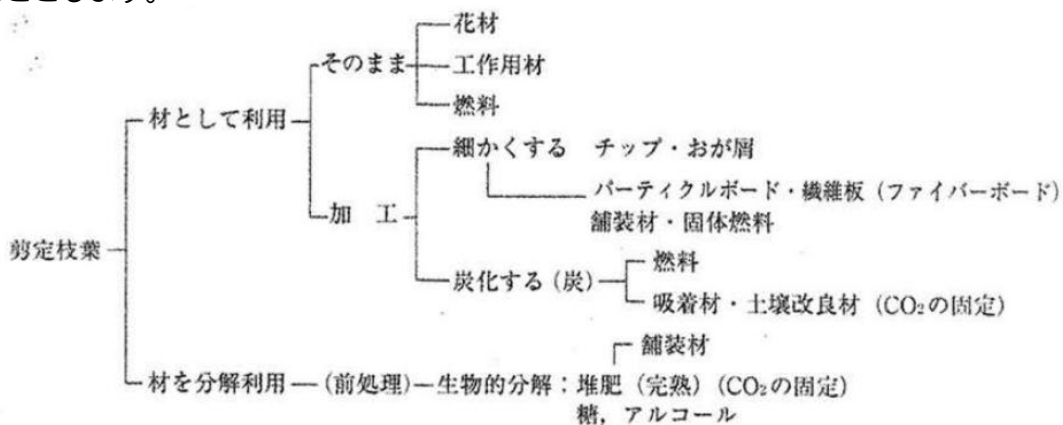 ことします。
花材
そのまま 工作用材
燃料
材として利用
細かくする チップ・おが屑
パーティクルボード・繊維板（ファイバーボード）
加 工 舗装材・固体燃料
剪定枝葉
燃料
炭化する（炭）
吸着材・土壌改良材（CO₂の固定）
舗装材
材を分解利用 （前処理） 生物的分解：堆肥（完熟）（CO₂の固定）
糖，アルコール